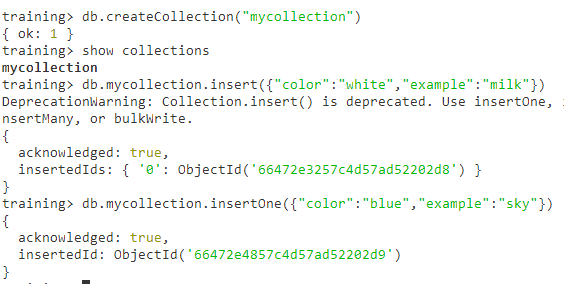 training> db.createCollection("mycollection")
{ ok: 1 }
training> show collections
mycollection
training> db.mycollection.insert({"color":"white","example":"milk"})
DeprecationWarning: Collection.insert() is deprecated. Use insertOne,
nsertMany, or bulkWrite.
{
  acknowledged: true,
  insertedIds: { '0': ObjectId('66472e3257c4d57ad52202d8') }
}
training> db.mycollection.insertOne({"color":"blue","example":"sky"})
{
  acknowledged: true,
  insertedId: ObjectId('66472e4857c4d57ad52202d9')
}